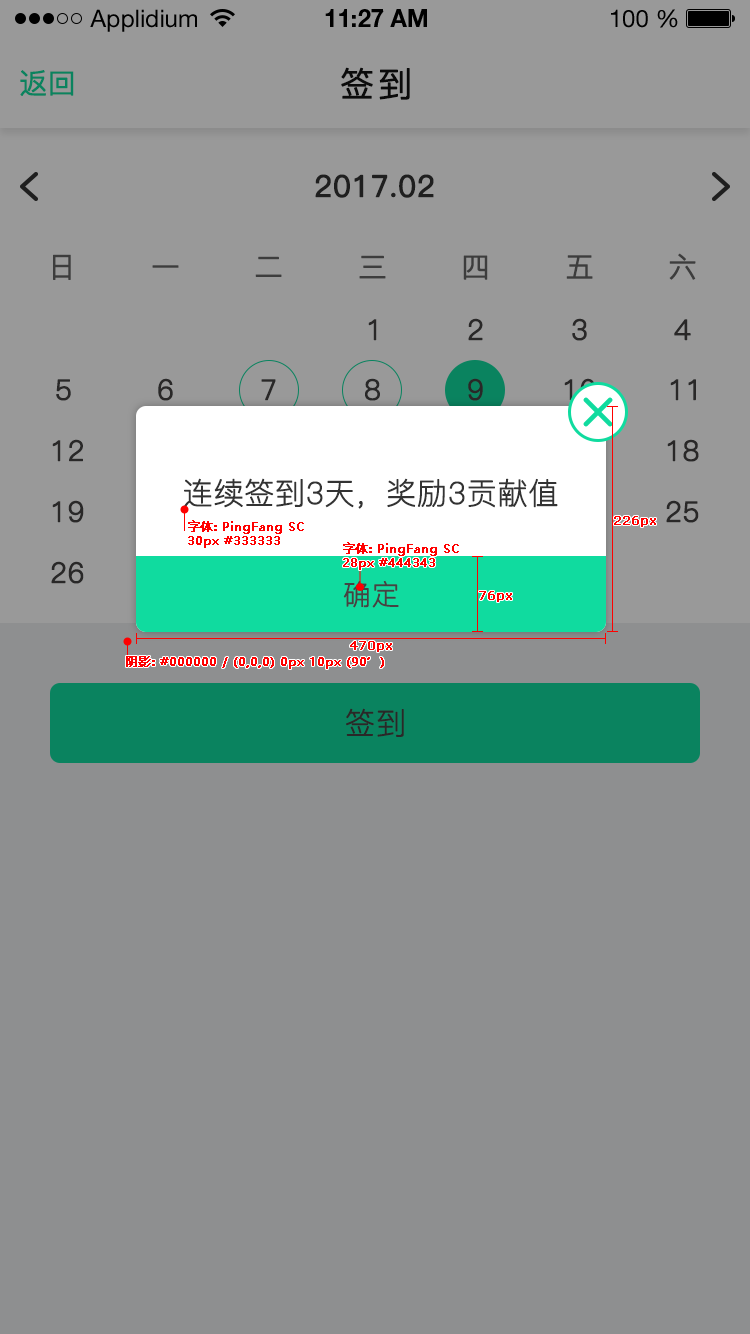 Applidium 11:27 AM 100 %
返回 签到
2017.02
日 一 二 三 四 五 六
1 2 3 4
5 6 7 8 9 10 11
12 18
连续签到3天，奖励3贡献值
19 25
字体: PingFang SC
30px #333333
226px
字体: PingFang SC
28px #444343
26
确定
76px
470px
阴影: #000000 / (0,0,0) 0px 10px (90° )
签到